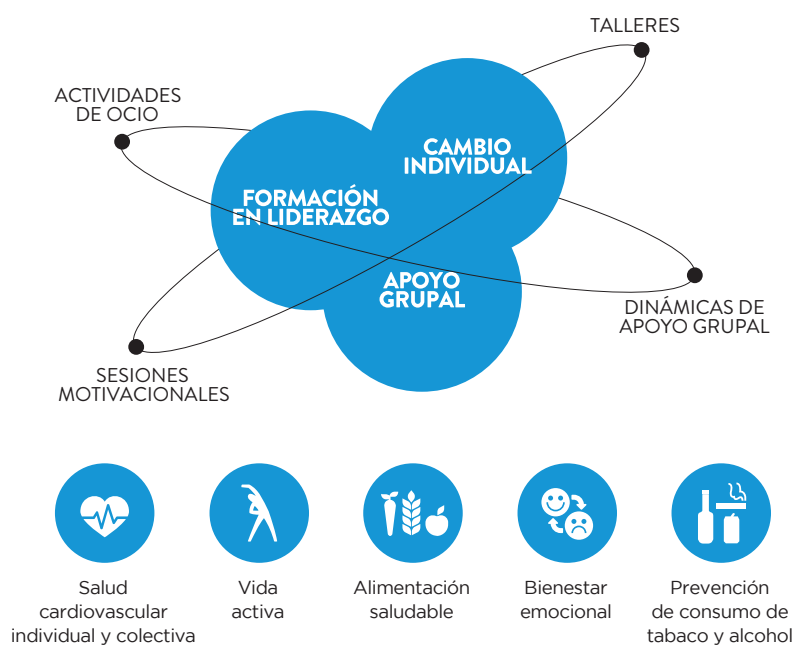 TALLERES
ACTIVIDADES
DE OCIO
CAMBIO
INDIVIDUAL
FORMACIÓN
EN LIDERAZGO
APOYO
GRUPAL
DINÁMICAS DE
APOYO GRUPAL
SESIONES
MOTIVACIONALES
Salud
cardiovascular
individual y colectiva
Vida
activa
Alimentación
saludable
Bienestar
emocional
Prevención
de consumo de
tabaco y alcohol